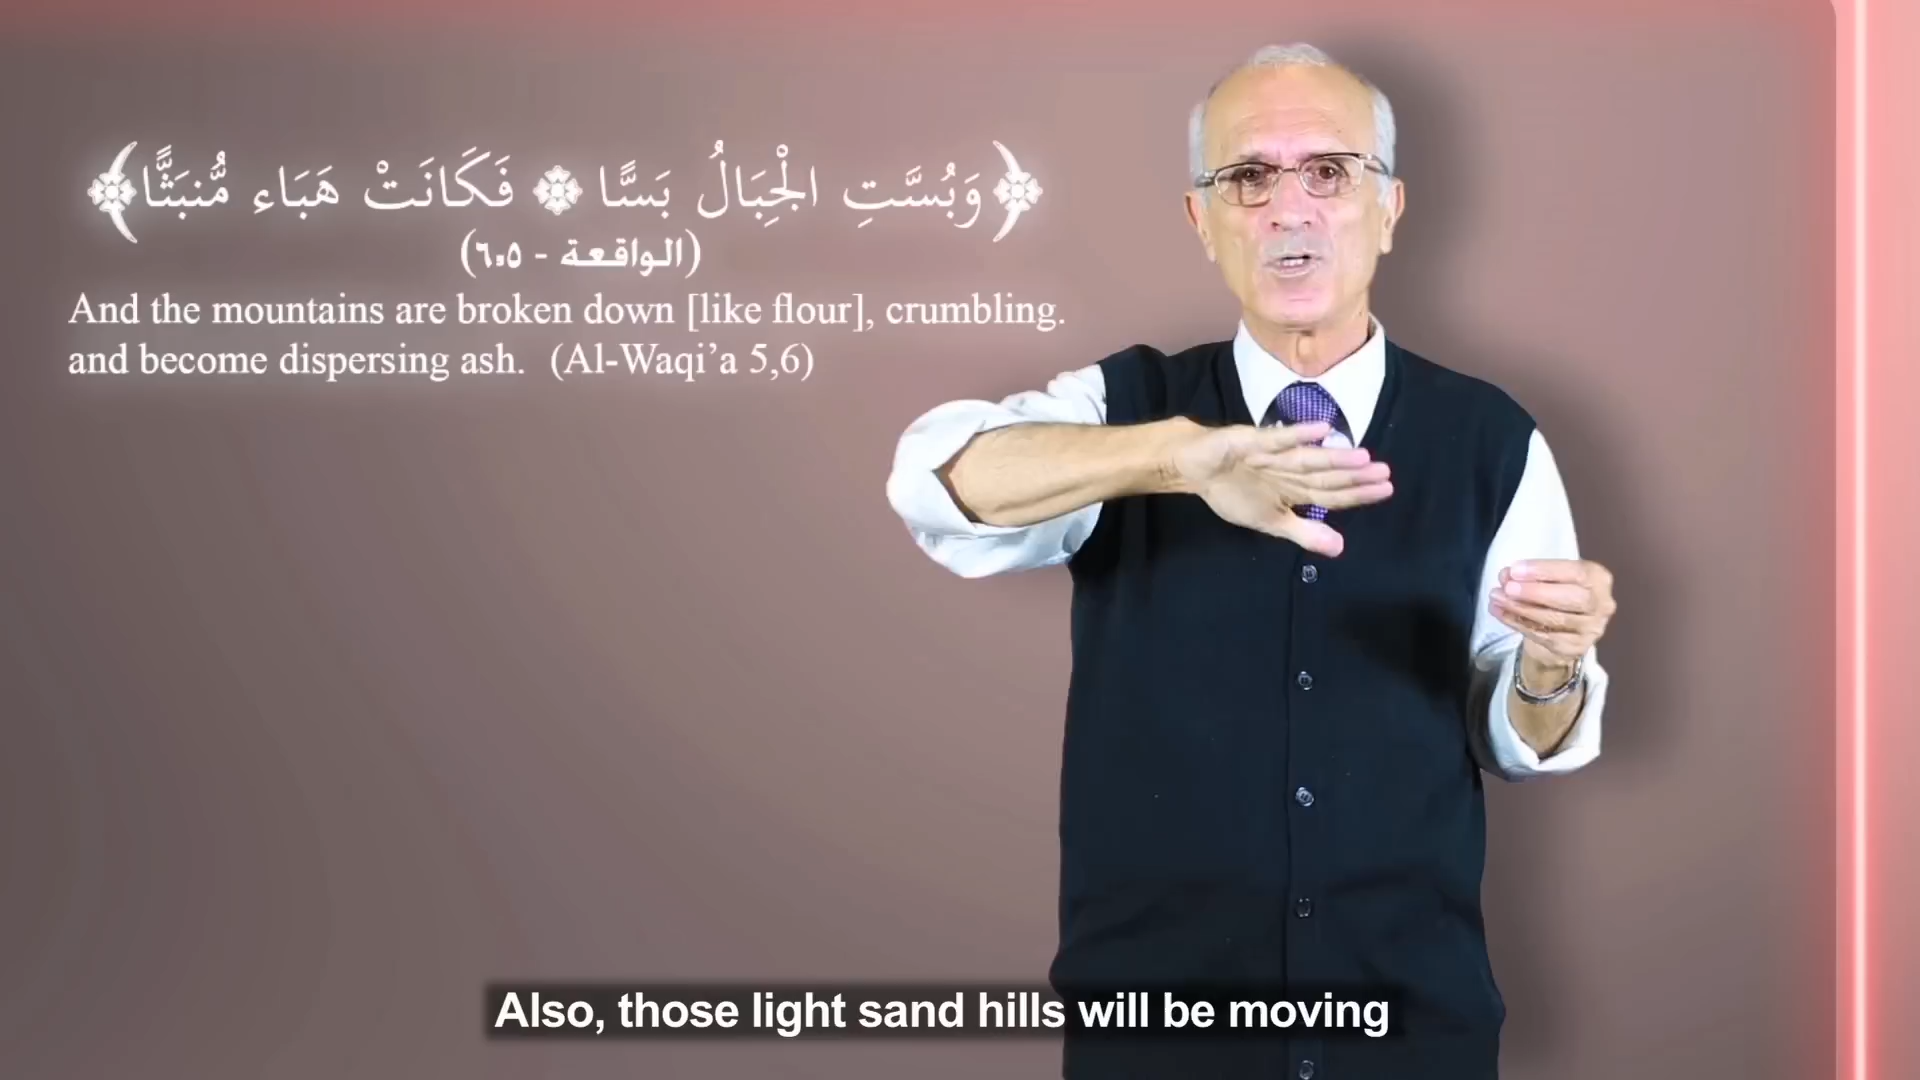 ﴿وَبُسَّتِ الْجِبَالُ بَسًّا ۞ فَكَانَتْ هَبَاء مُّنبَثًّا﴾
(الواقعة - ٦،٥)
And the mountains are broken down [like flour], crumbling.
and become dispersing ash. (Al-Waqi’a 5,6)
Also, those light sand hills will be moving